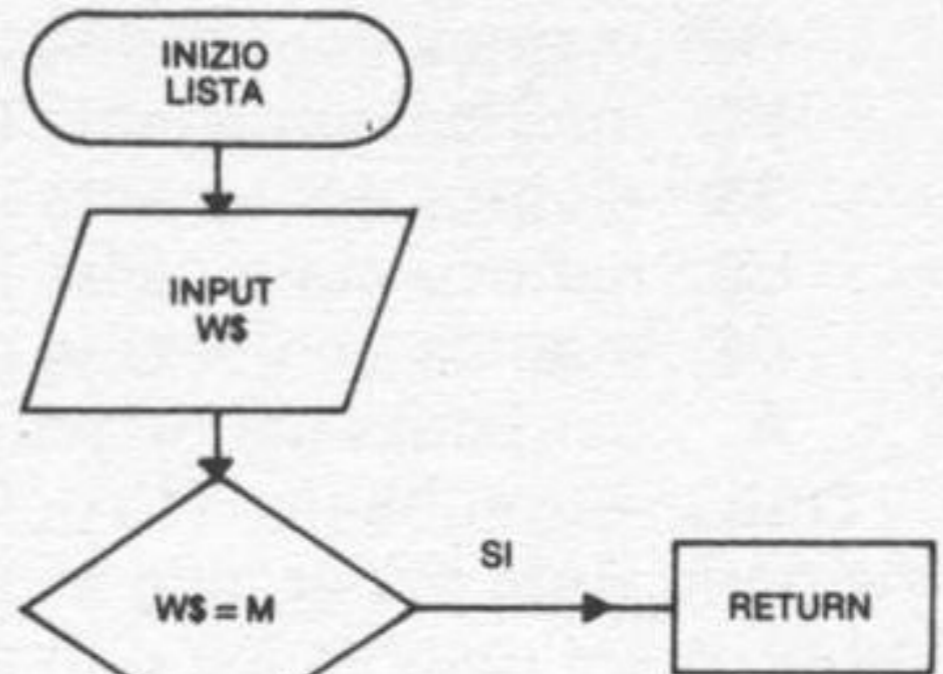 INIZIO
LISTA
INPUT
W$
W$ = M
SI
RETURN